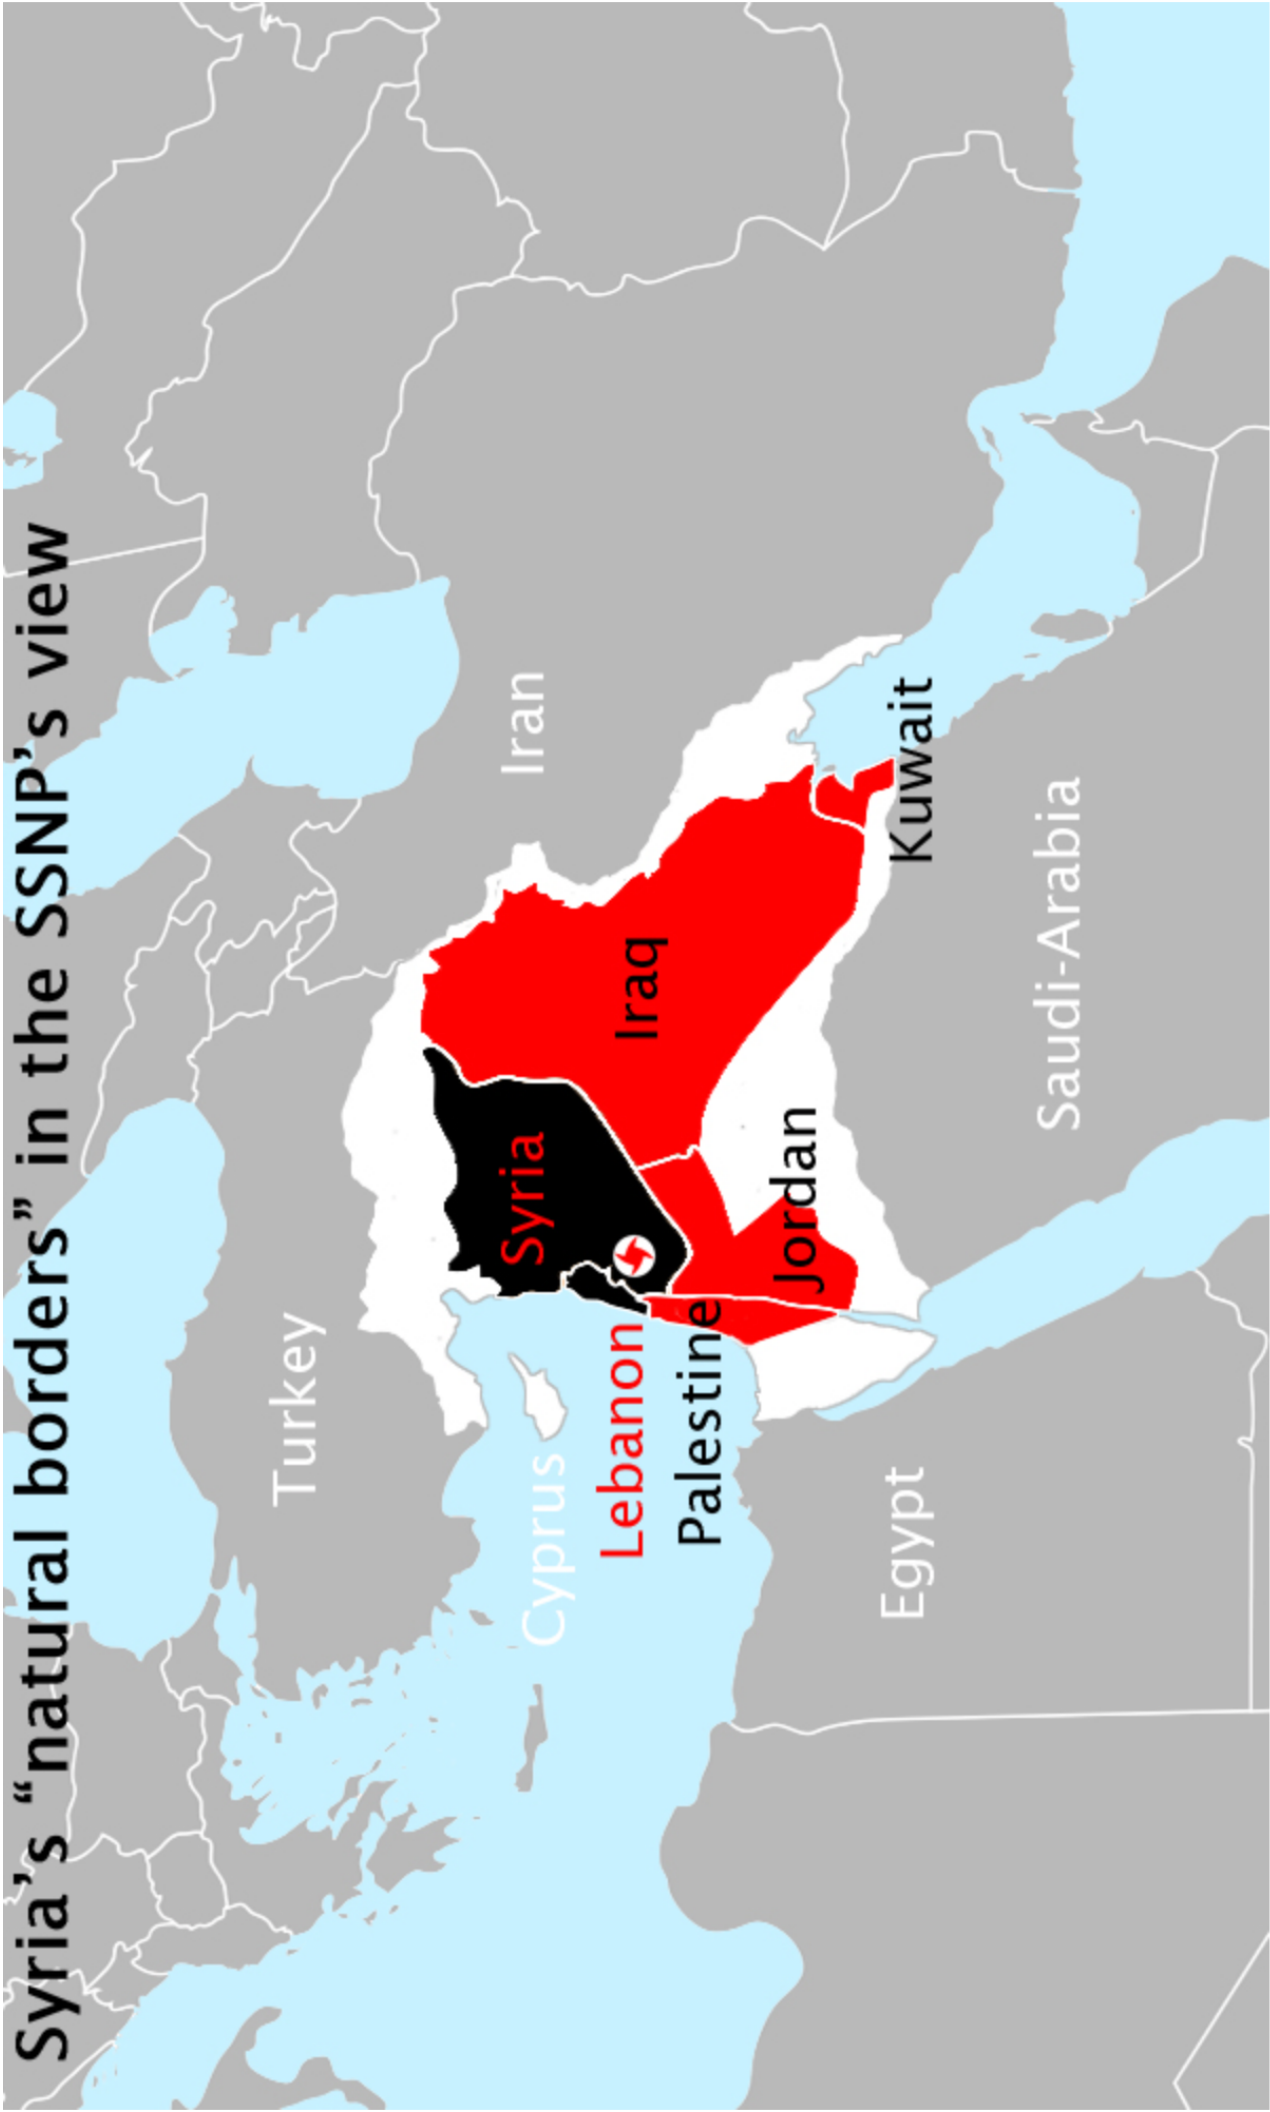 Syria's “natural borders” in the SSNP's view
Turkey
Iran
Syria
Cyprus
Lebanon
Iraq
Palestine
Jordan
Kuwait
Egypt
Saudi-Arabia